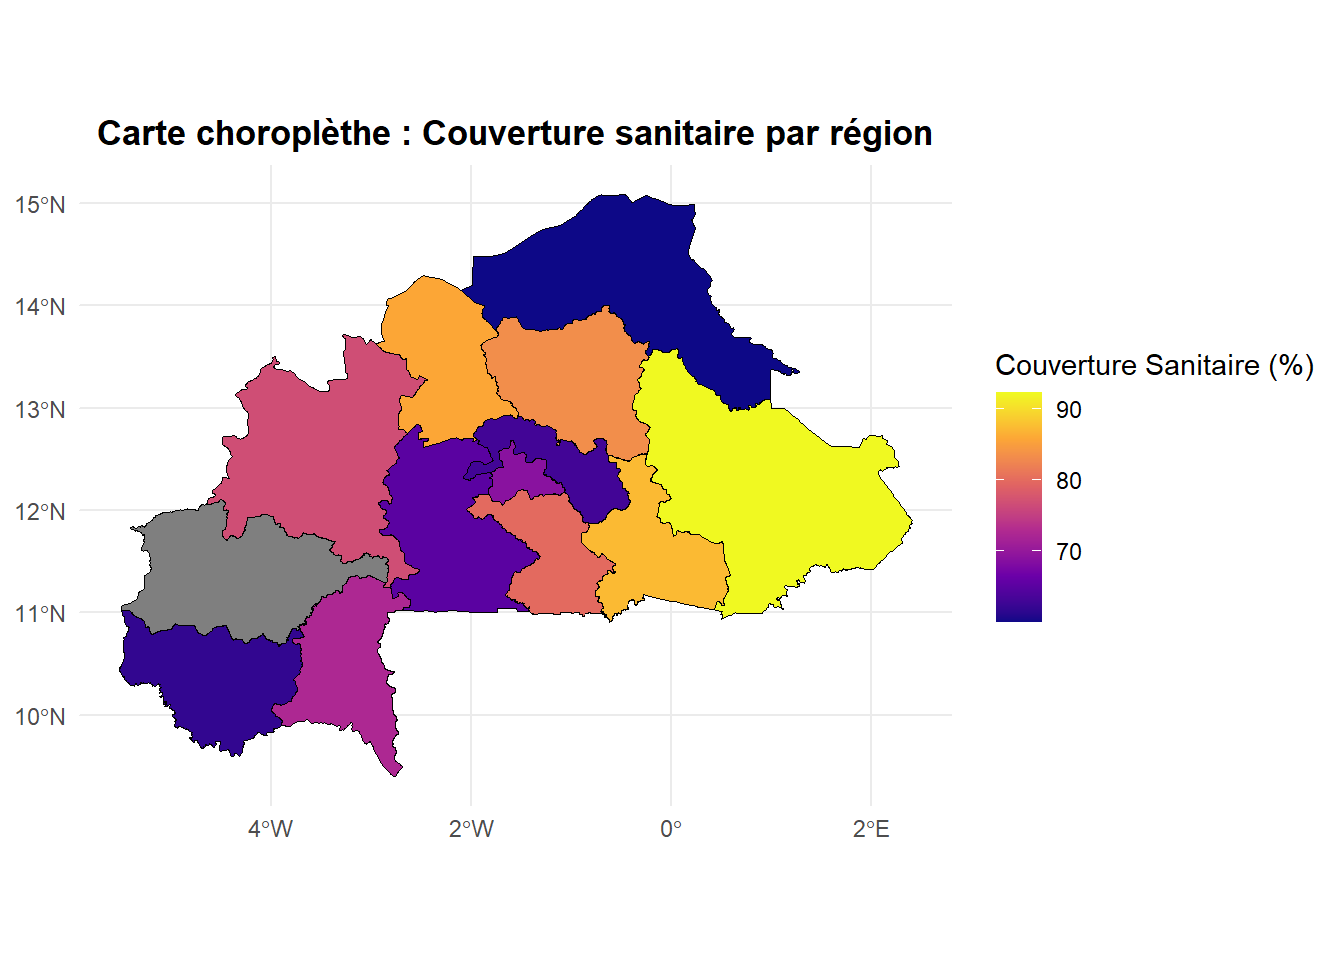 Carte choroplèthe : Couverture sanitaire par région
15°N
14°N
13°N
12°N
11°N
10°N
4°W
2°W
0°
2°E
Couverture Sanitaire (%)
90
80
70